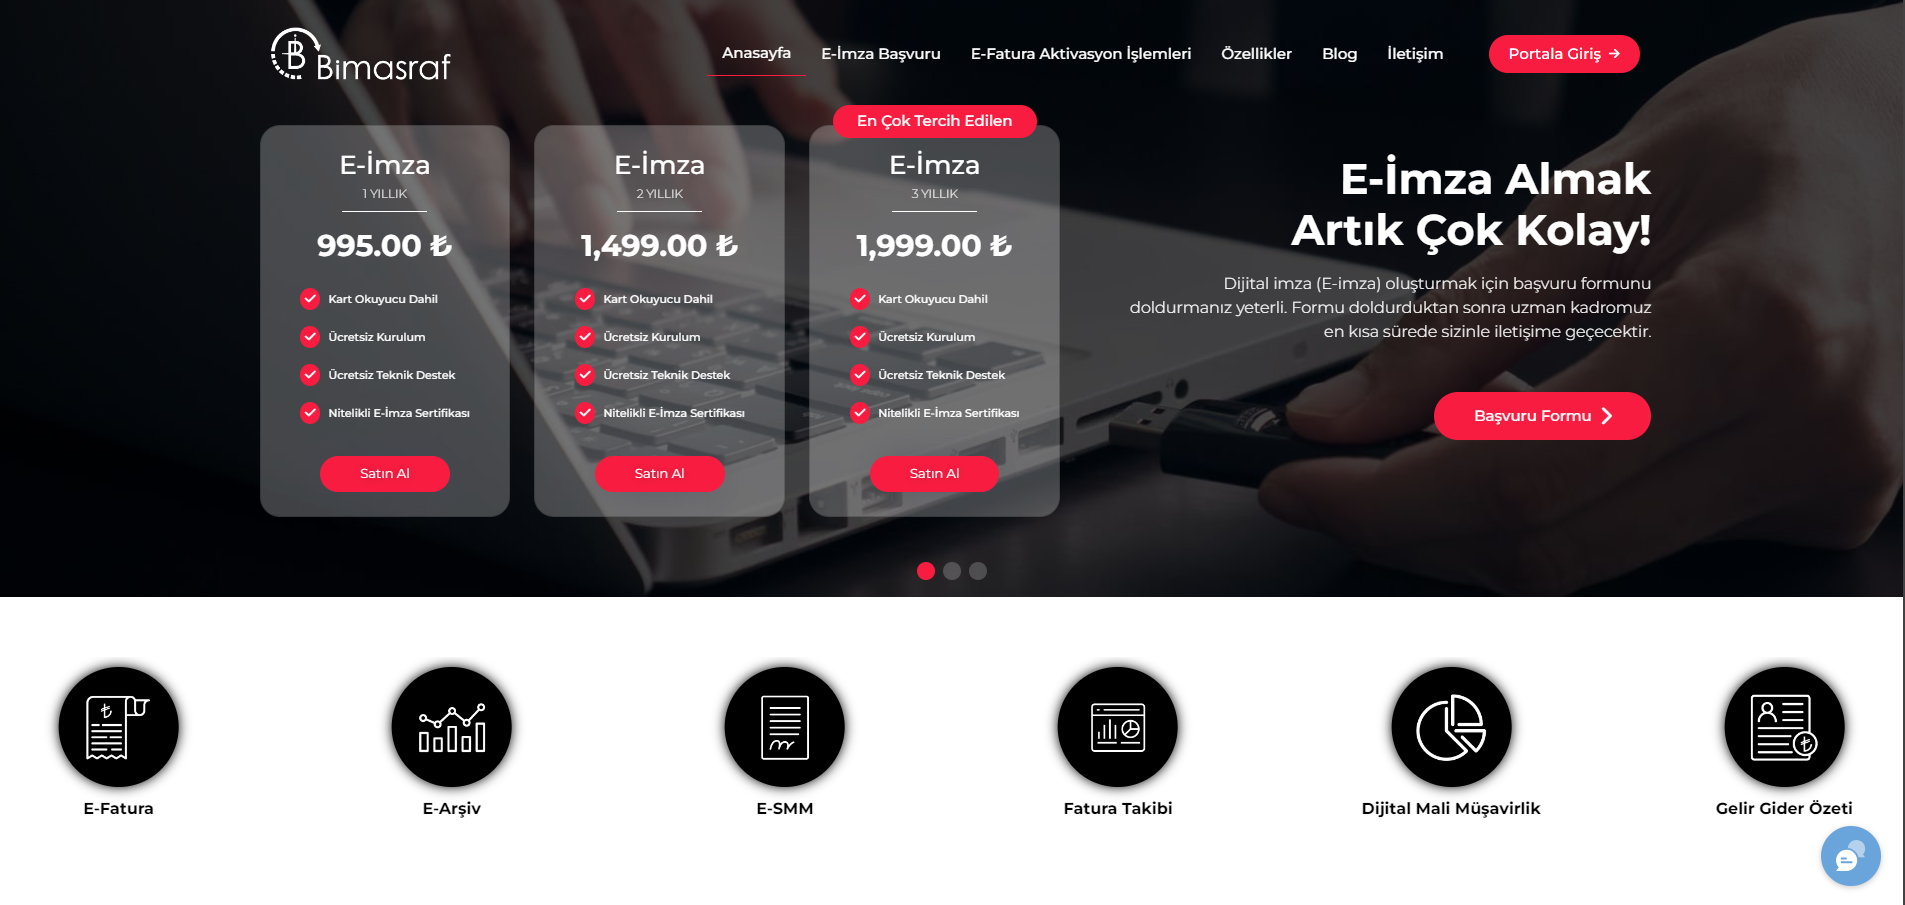 Bimasraf
Anasayfa
E-İmza Başvuru
E-Fatura Aktivasyon İşlemleri
Özellikler
Blog
İletişim
Portala Giriş
E-İmza
1 YILLIK
995.00 ₺
Kart Okuyucu Dahil
Ücretsiz Kurulum
Ücretsiz Teknik Destek
Nitelikli E-İmza Sertifikası
Satın Al
E-İmza
2 YILLIK
1,499.00 ₺
Kart Okuyucu Dahil
Ücretsiz Kurulum
Ücretsiz Teknik Destek
Nitelikli E-İmza Sertifikası
Satın Al
En Çok Tercih Edilen
E-İmza
3 YILLIK
1,999.00 ₺
Kart Okuyucu Dahil
Ücretsiz Kurulum
Ücretsiz Teknik Destek
Nitelikli E-İmza Sertifikası
Satın Al
E-İmza Almak
Artık Çok Kolay!
Dijital imza (E-imza) oluşturmak için başvuru formunu
doldurmanız yeterli. Formu doldurduktan sonra uzman kadromuz
en kısa sürede sizinle iletişime geçecektir.
Başvuru Formu
E-Fatura
E-Arşiv
E-SMM
Fatura Takibi
Dijital Mali Müşavirlik
Gelir Gider Özeti